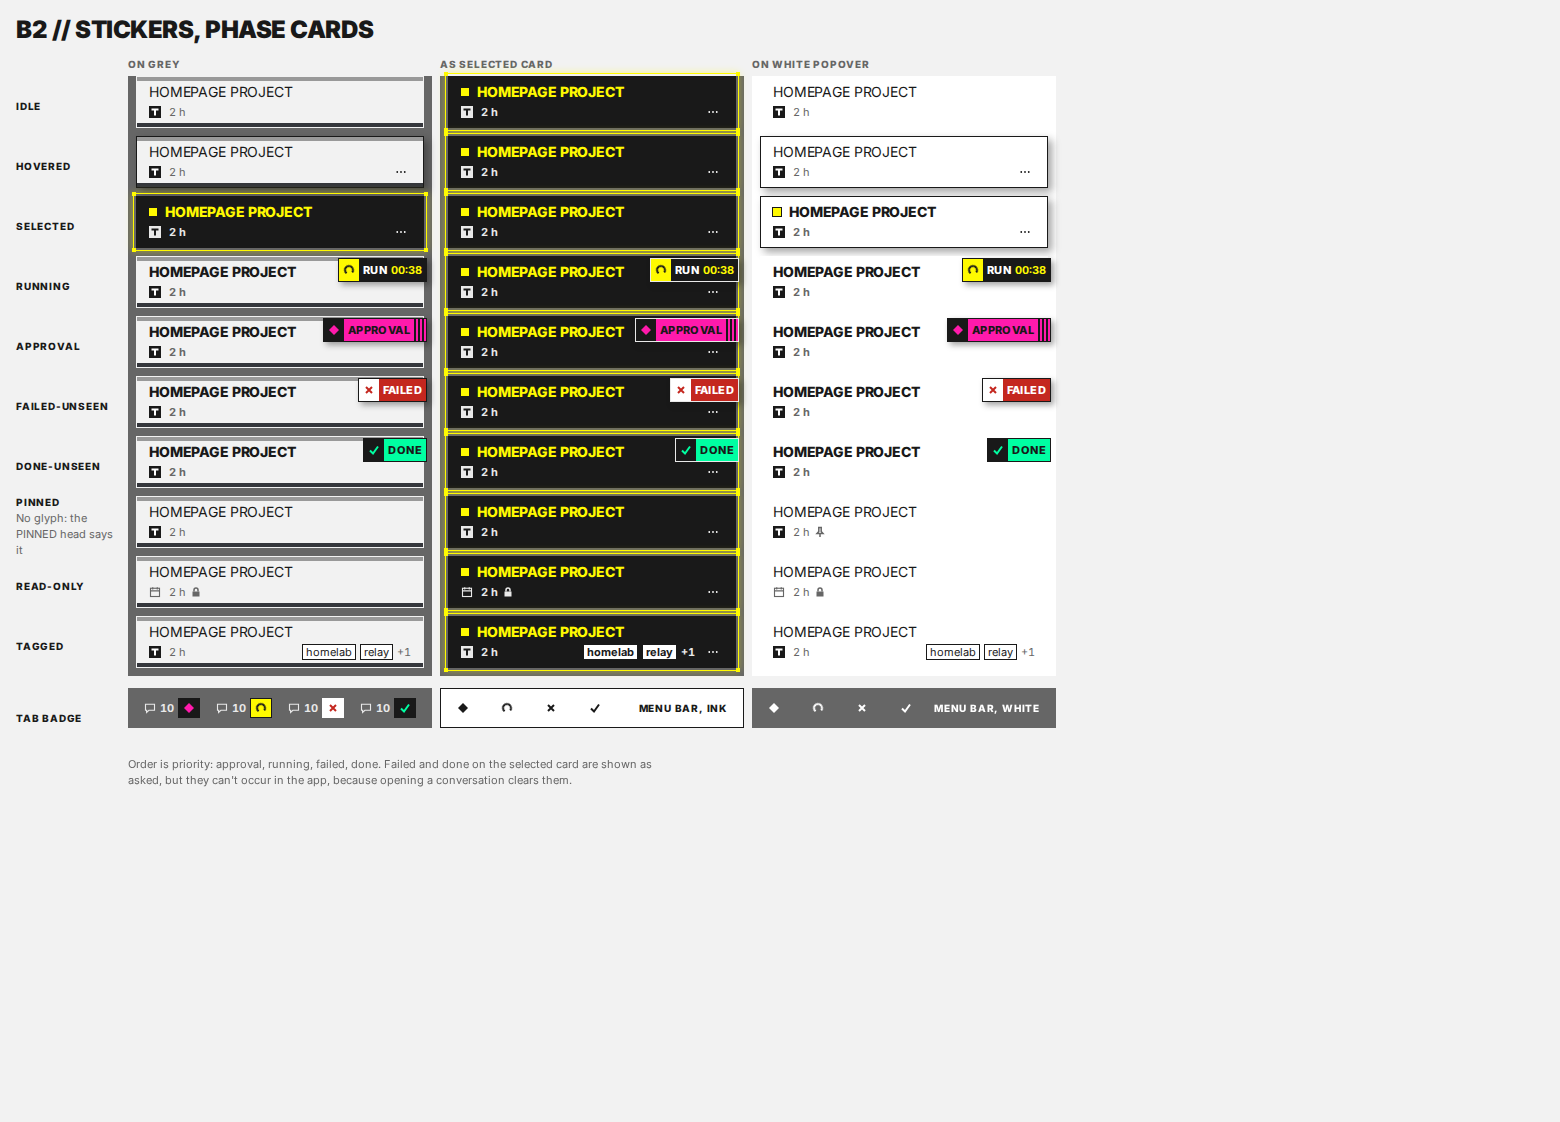 B2 // STICKERS, PHASE CARDS
ON GREY
AS SELECTED CARD
ON WHITE POPOVER
IDLE
HOMEPAGE PROJECT
T 2 h
HOMEPAGE PROJECT
T 2 h ...
HOMEPAGE PROJECT
T 2 h
HOVERED
HOMEPAGE PROJECT
T 2 h ...
HOMEPAGE PROJECT
T 2 h ...
HOMEPAGE PROJECT
T 2 h ...
SELECTED
HOMEPAGE PROJECT
T 2 h ...
HOMEPAGE PROJECT
T 2 h ...
HOMEPAGE PROJECT
T 2 h ...
RUNNING
HOMEPAGE PROJECT RUN 00:38
T 2 h
HOMEPAGE PROJECT RUN 00:38
T 2 h ...
HOMEPAGE PROJECT RUN 00:38
T 2 h
APPROVAL
HOMEPAGE PROJECT APPROVAL
T 2 h
HOMEPAGE PROJECT APPROVAL
T 2 h ...
HOMEPAGE PROJECT APPROVAL
T 2 h
FAILED-UNSEEN
HOMEPAGE PROJECT FAILED
T 2 h
HOMEPAGE PROJECT FAILED
T 2 h ...
HOMEPAGE PROJECT FAILED
T 2 h
DONE-UNSEEN
HOMEPAGE PROJECT DONE
T 2 h
HOMEPAGE PROJECT DONE
T 2 h ...
HOMEPAGE PROJECT DONE
T 2 h
PINNED
No glyph: the
PINNED head says
it
HOMEPAGE PROJECT
T 2 h
HOMEPAGE PROJECT
T 2 h ...
HOMEPAGE PROJECT
T 2 h
READ-ONLY
HOMEPAGE PROJECT
2 h
HOMEPAGE PROJECT
2 h ...
HOMEPAGE PROJECT
2 h
TAGGED
HOMEPAGE PROJECT
T 2 h homelab relay +1
HOMEPAGE PROJECT
T 2 h homelab relay +1 ...
HOMEPAGE PROJECT
T 2 h homelab relay +1
TAB BADGE
10 10 10 10
MENU BAR, INK
MENU BAR, WHITE
Order is priority: approval, running, failed, done. Failed and done on the selected card are shown as
asked, but they can't occur in the app, because opening a conversation clears them.